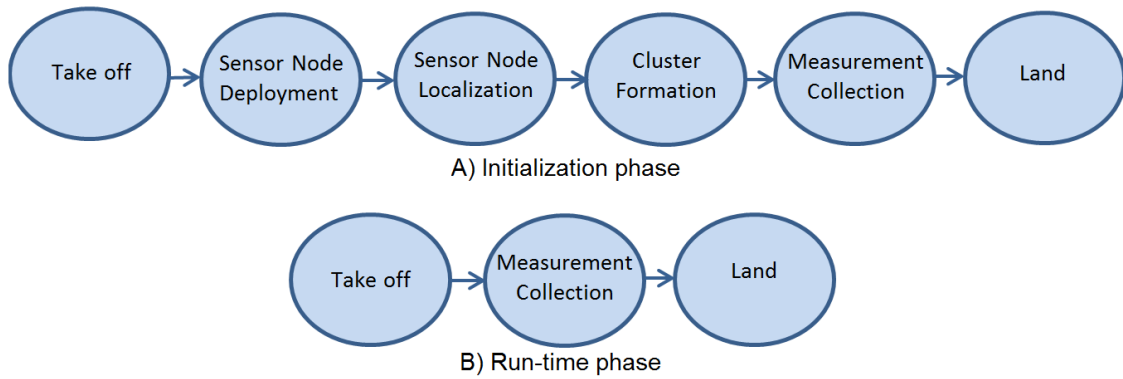 Take off
Sensor Node
Deployment
Sensor Node
Localization
Cluster
Formation
Measurement
Collection
Land
A) Initialization phase
Take off
Measurement
Collection
Land
B) Run-time phase